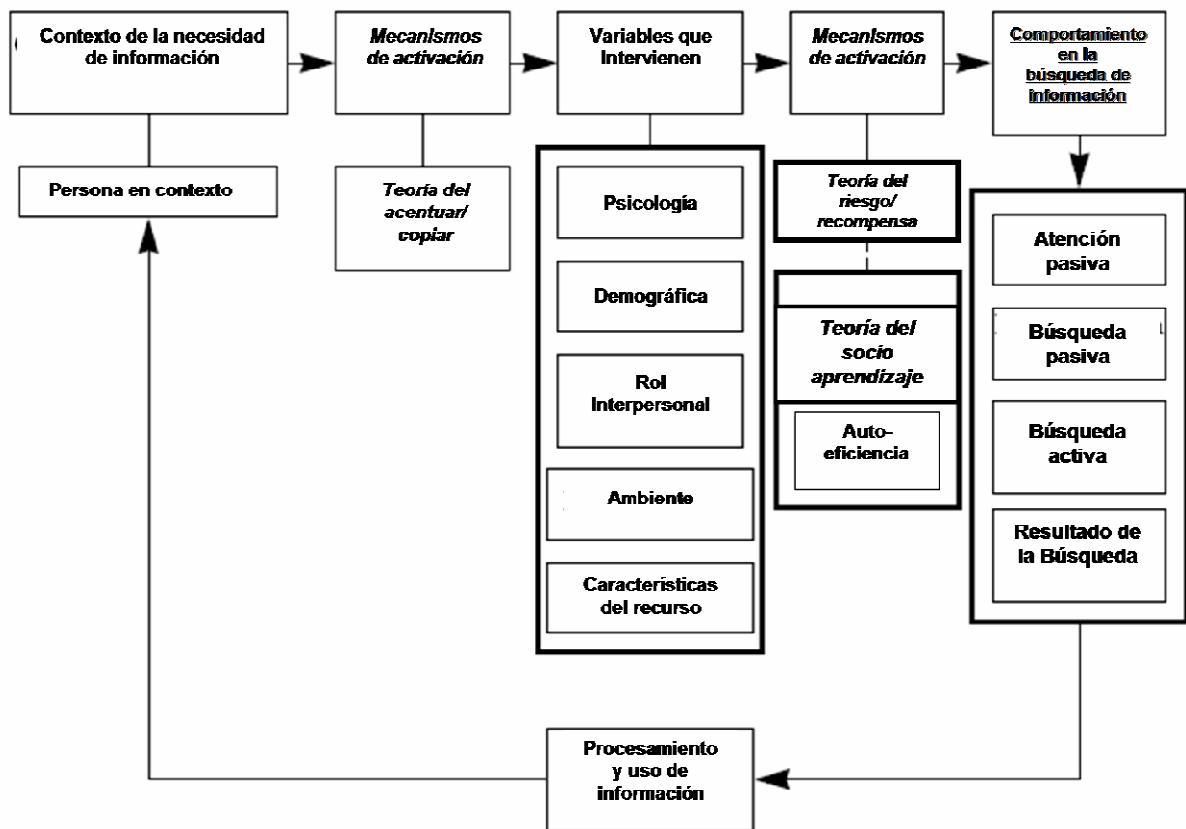 Contexto de la necesidad
de información
Mecanismos
de activación
Variables que
Intervienen
Mecanismos
de activación
Comportamiento
en la
búsqueda de
información
Persona en contexto
Teoría del
acentuar/
copiar
Psicología
Demográfica
Rol
Interpersonal
Ambiente
Características
del recurso
Teoría del
riesgo/
recompensa
Teoría del
socio
aprendizaje
Auto-
eficiencia
Atención
pasiva
Búsqueda
pasiva
Búsqueda
activa
Resultado de
la Búsqueda
Procesamiento
y uso de
información